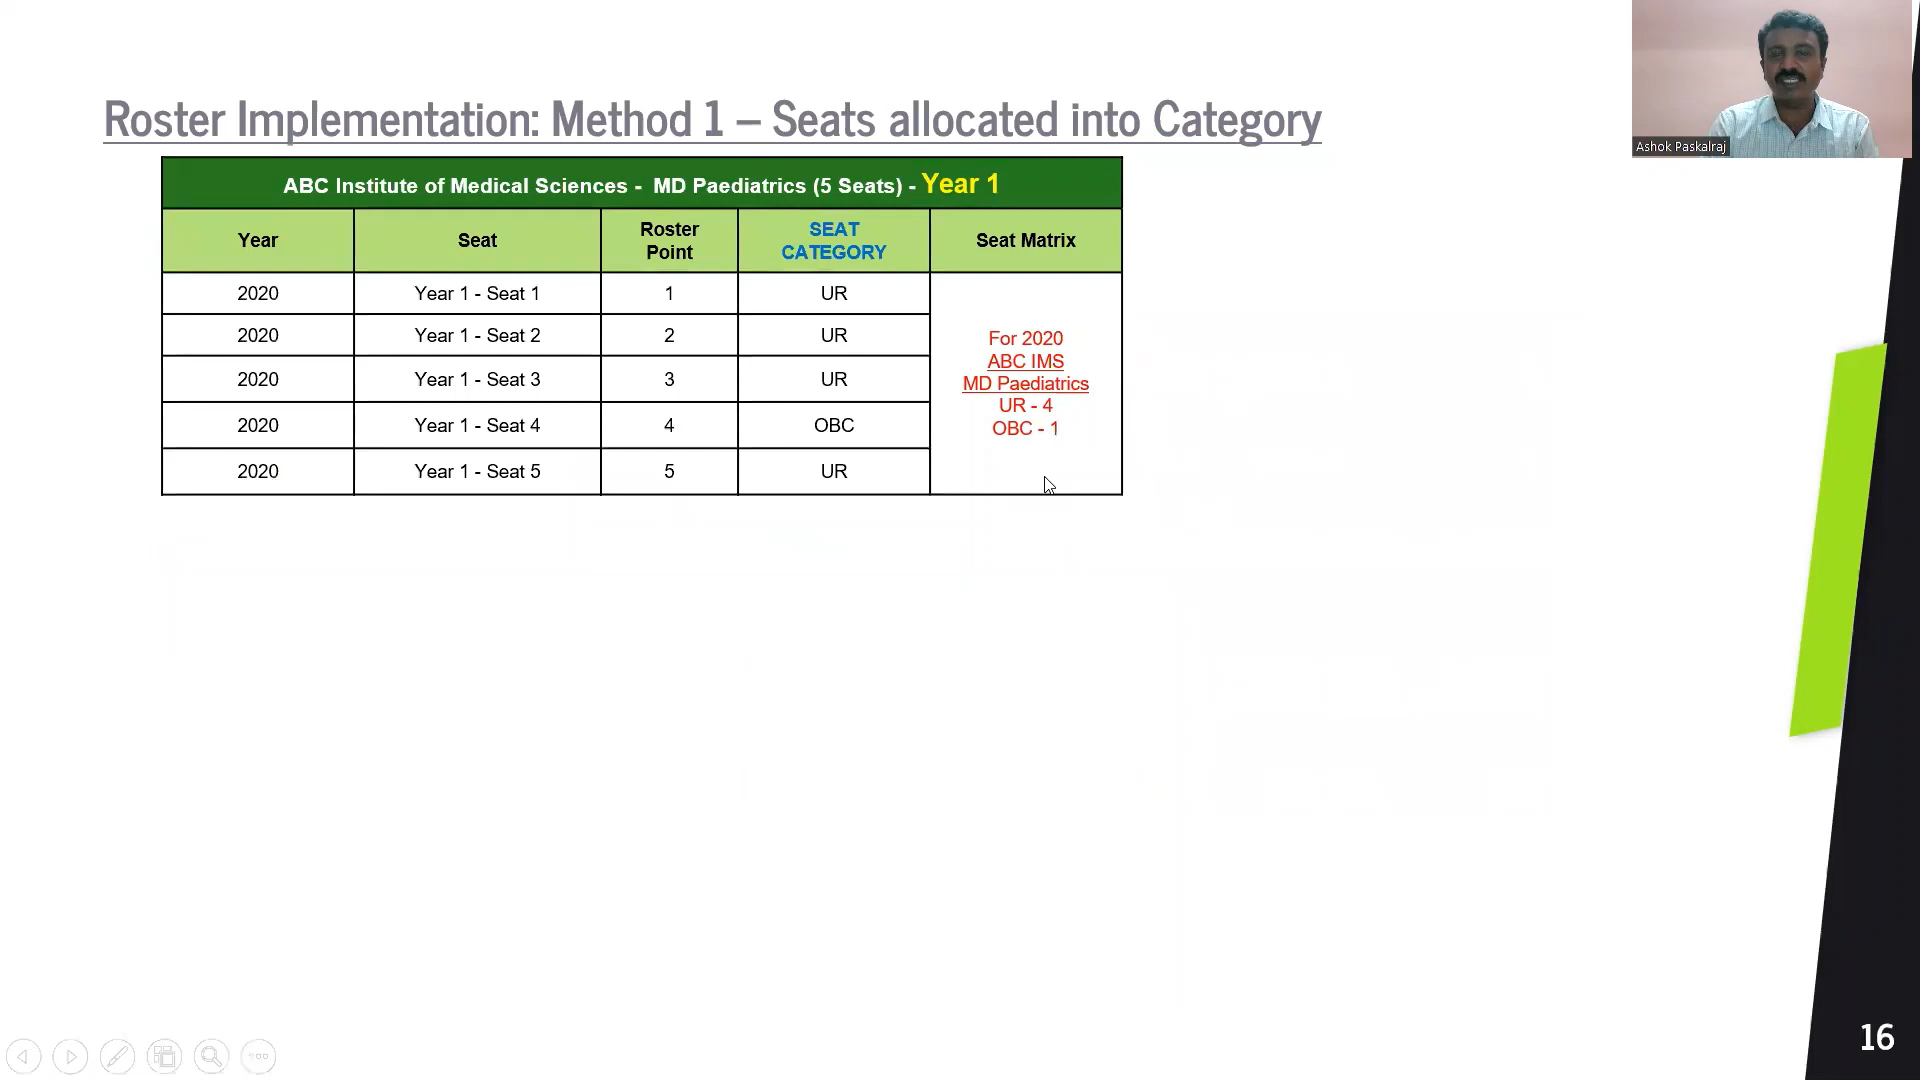 Roster Implementation: Method 1 – Seats allocated into Category
Ashok Paskalraj
ABC Institute of Medical Sciences - MD Paediatrics (5 Seats) - Year 1
Year Seat Roster Point SEAT CATEGORY Seat Matrix
2020 Year 1 - Seat 1 1 UR
2020 Year 1 - Seat 2 2 UR
2020 Year 1 - Seat 3 3 UR
2020 Year 1 - Seat 4 4 OBC
2020 Year 1 - Seat 5 5 UR
For 2020
ABC IMS
MD Paediatrics
UR - 4
OBC - 1
16